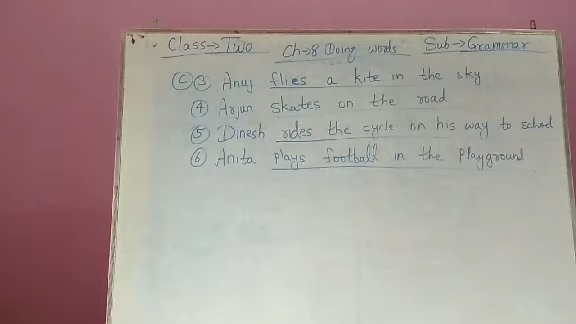 Class→Two Ch→8 Doing words Sub→Grammar
(C) (3) Anuj flies a kite in the sky
(4) Arjun skates on the road
(5) Dinesh rides the cycle on his way to school
(6) Anita plays football in the playground